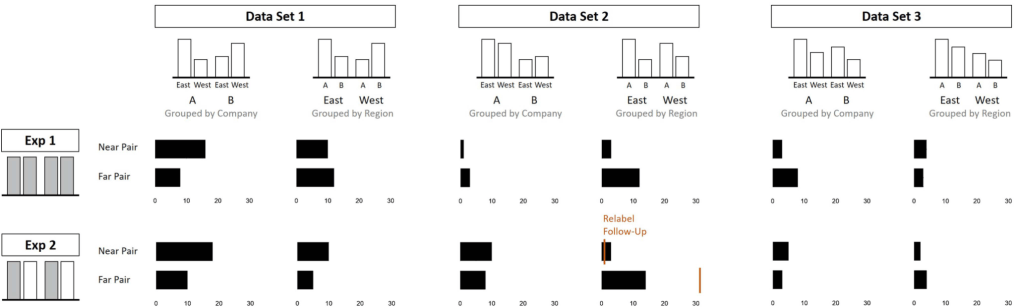 Data Set 1 Data Set 2 Data Set 3
East West East West A B A B East West East West A B A B East West East West A B A B
A B East West A B East West A B East West
Grouped by Company Grouped by Region Grouped by Company Grouped by Region Grouped by Company Grouped by Region
Exp 1
Near Pair
Far Pair
0 10 20 30 0 10 20 30 0 10 20 30 0 10 20 30 0 10 20 30 0 10 20 30
Relabel
Follow-Up
Exp 2
Near Pair
Far Pair
0 10 20 30 0 10 20 30 0 10 20 30 0 10 20 30 0 10 20 30 0 10 20 30